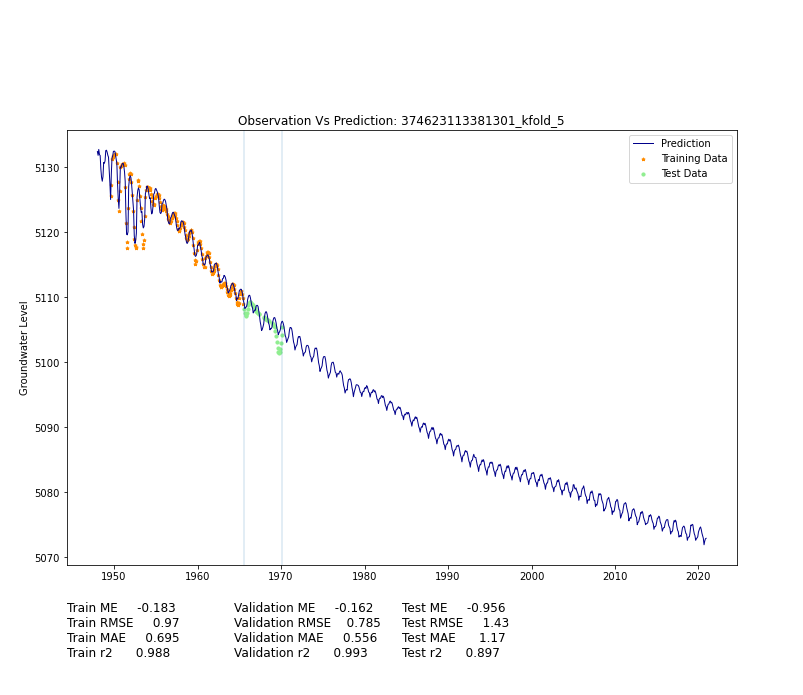 Observation Vs Prediction: 374623113381301_kfold_5
Prediction
Training Data
Test Data
Groundwater Level
5130
5120
5110
5100
5090
5080
5070
1950 1960 1970 1980 1990 2000 2010 2020
Train ME -0.183 Validation ME -0.162 Test ME -0.956
Train RMSE 0.97 Validation RMSE 0.785 Test RMSE 1.43
Train MAE 0.695 Validation MAE 0.556 Test MAE 1.17
Train r2 0.988 Validation r2 0.993 Test r2 0.897